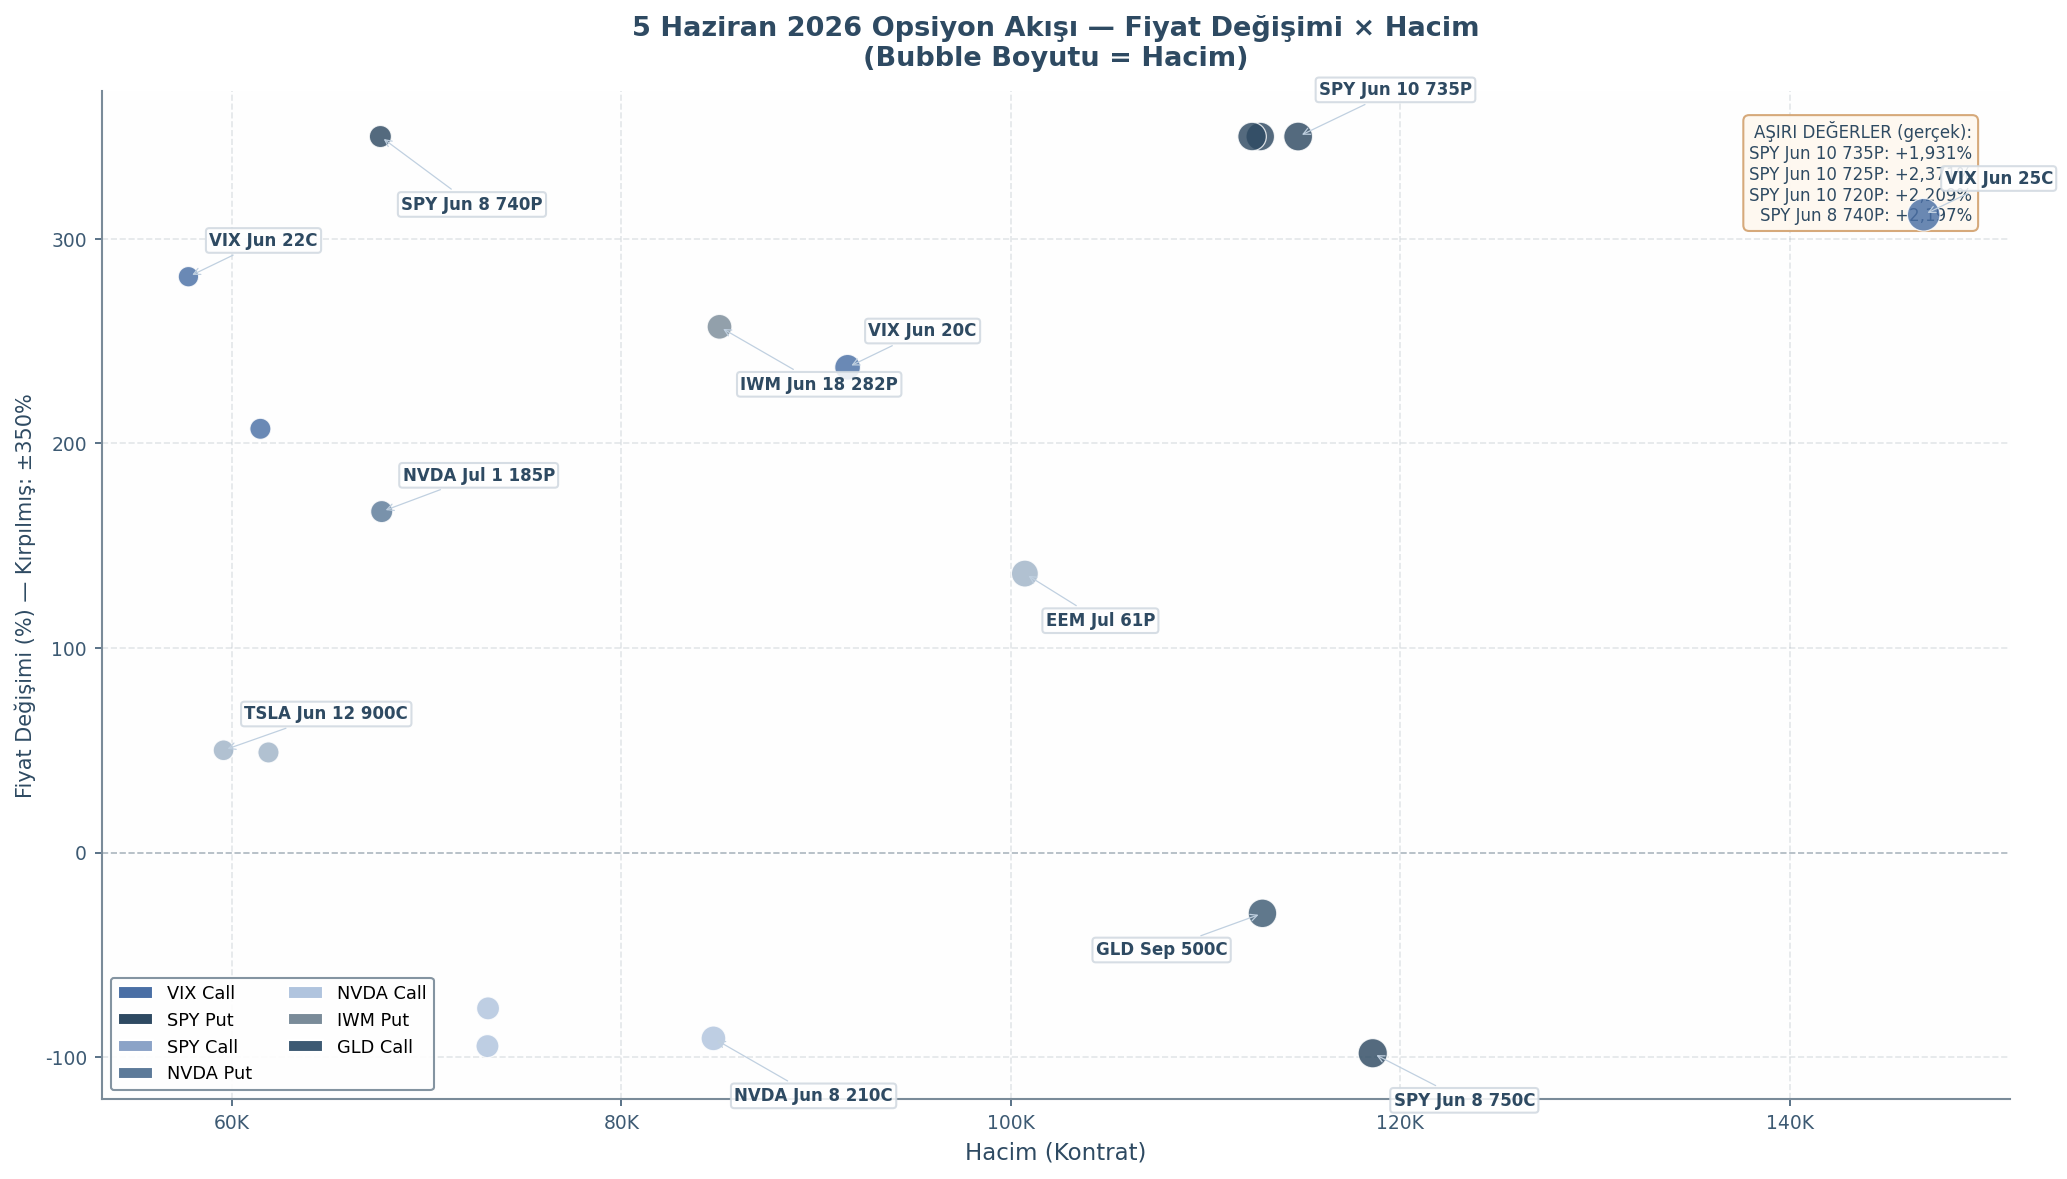 5 Haziran 2026 Opsiyon Akışı — Fiyat Değişimi × Hacim
(Bubble Boyutu = Hacim)
SPY Jun 10 735P
AŞIRI DEĞERLER (gerçek):
SPY Jun 10 735P: +1,931%
SPY Jun 10 725P:
VIX Jun 25C
SPY Jun 10 720P: +2,209%
SPY Jun 8 740P:
SPY Jun 8 740P
VIX Jun 22C
VIX Jun 20C
IWM Jun 18 282P
NVDA Jul 1 185P
EEM Jul 61P
TSLA Jun 12 900C
GLD Sep 500C
NVDA Jun 8 210C
SPY Jun 8 750C
Fiyat Değişimi (%) — Kırpılmış: ±350%
300
200
100
0
-100
VIX Call
SPY Put
SPY Call
NVDA Put
NVDA Call
IWM Put
GLD Call
60K
80K
100K
120K
140K
Hacim (Kontrat)